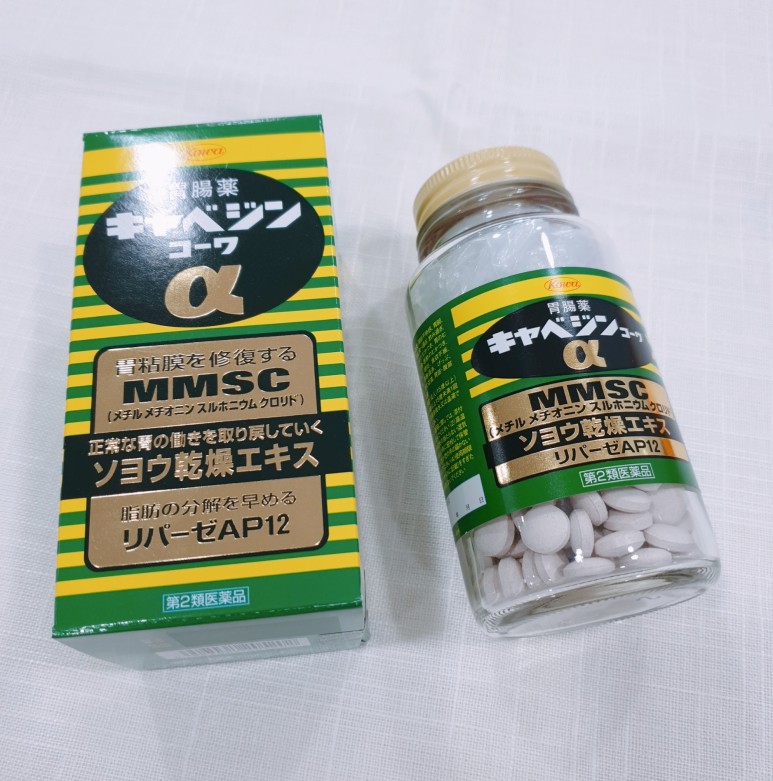 Kowa
胃腸薬
キャベジン
コーワ
α
胃粘膜を修復する
MMSC
(メチル メチオニン スルホニウム クロリド)
正常な胃の働きを取り戻していく
ソヨウ乾燥エキス
脂肪の分解を早める
リパーゼAP12
第2類医薬品
Kowa
胃腸薬
キャベジンコーワ
α
MMSC
(メチル メチオニン スルホニウム クロリド)
ソヨウ乾燥エキス
リパーゼAP12
第2類医薬品
年 月 日